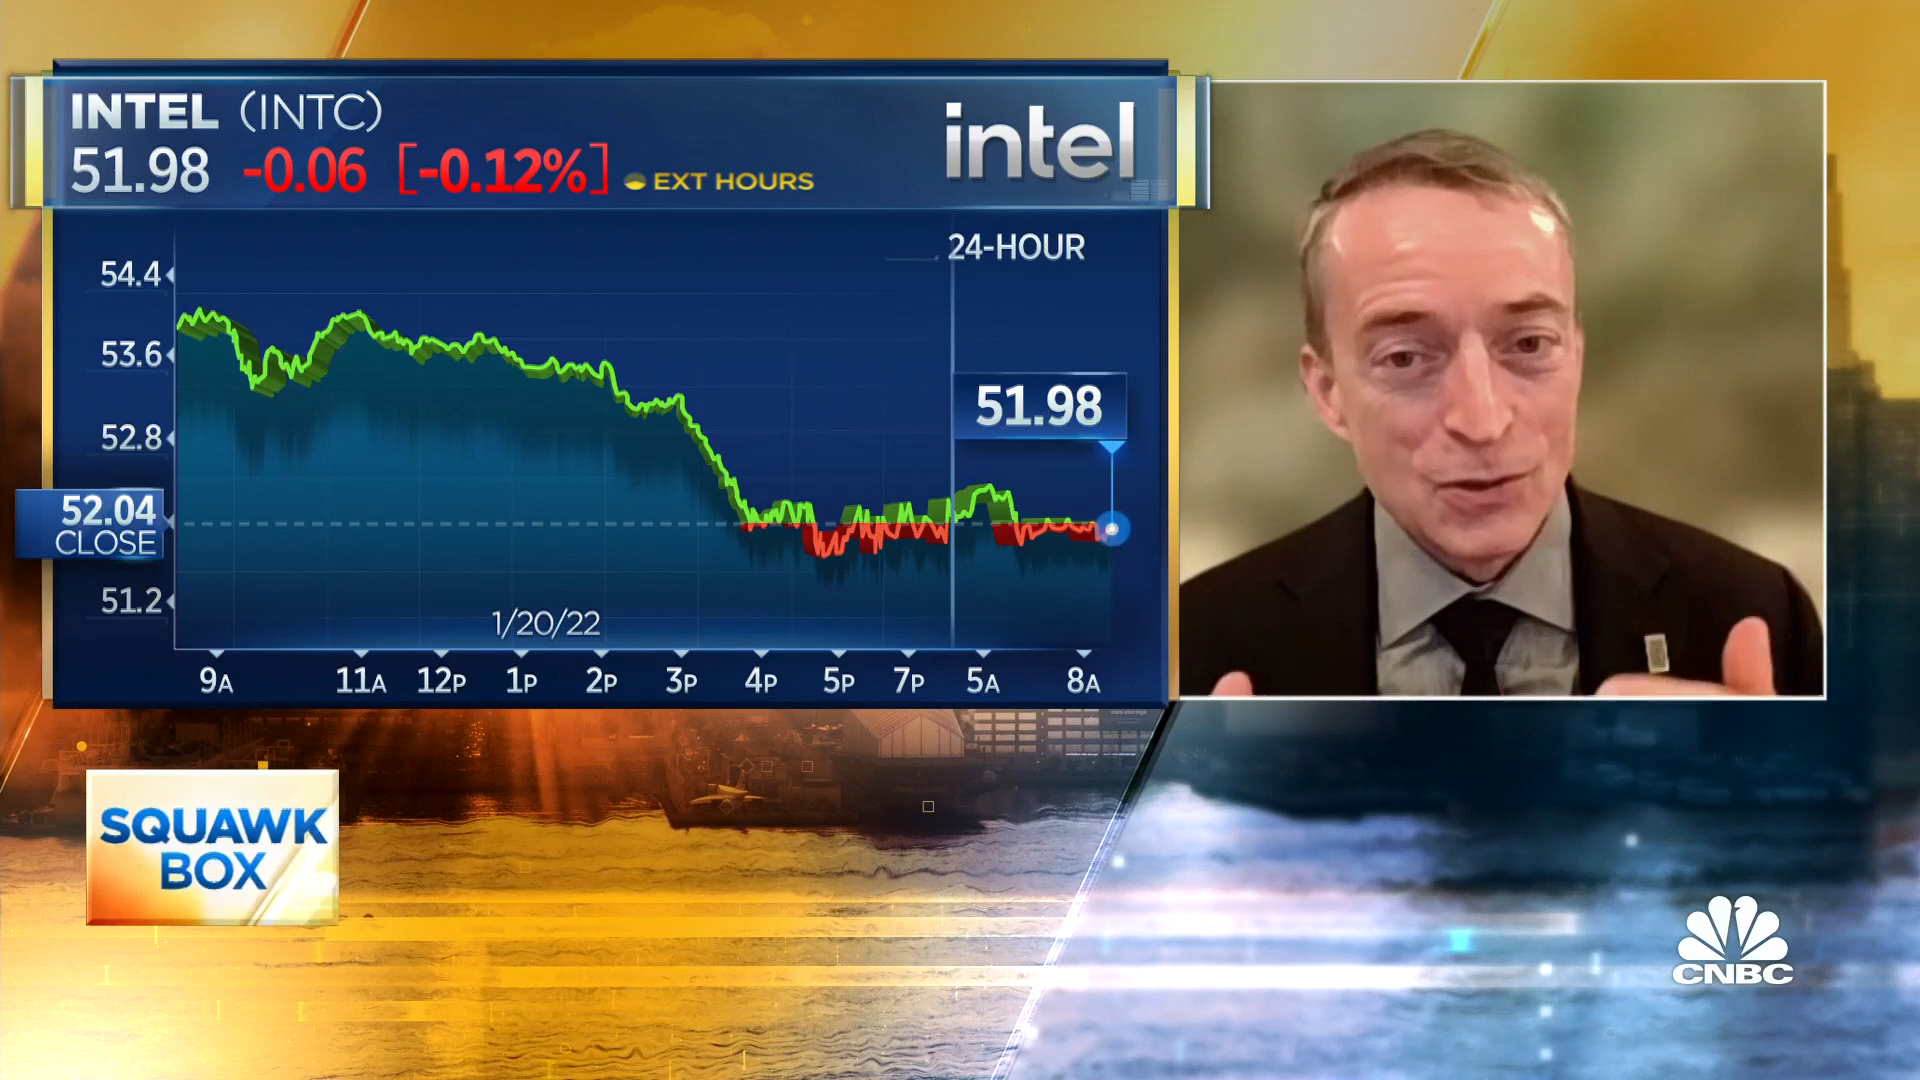 INTEL (INTC)
51.98 -0.06 [-0.12%] EXT HOURS
intel
24-HOUR
54.4
53.6
52.8
52.04
CLOSE
51.2
51.98
1/20/22
9A 11A 12P 1P 2P 3P 4P 5P 7P 5A 8A
SQUAWK
BOX
CNBC